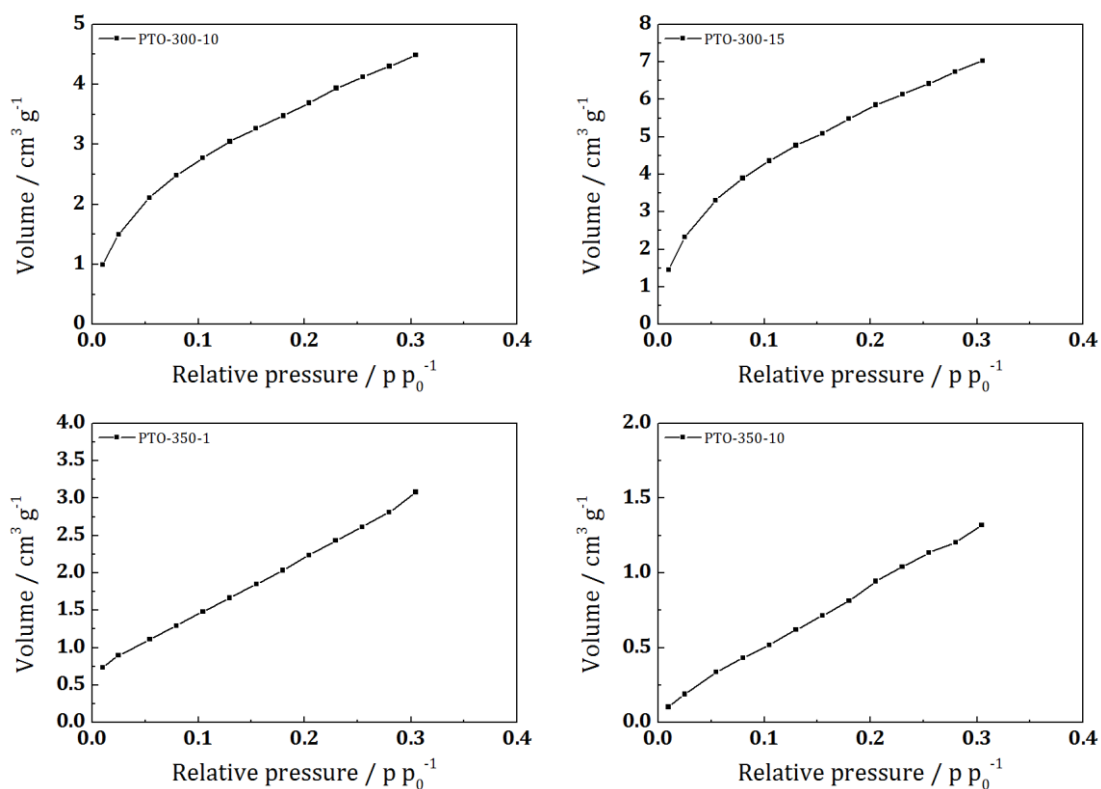 PTO-300-10
5
4
3
2
1
0
Volume / cm³ g⁻¹
0.0 0.1 0.2 0.3 0.4
Relative pressure / p p₀⁻¹
PTO-300-15
8
7
6
5
4
3
2
1
0
Volume / cm³ g⁻¹
0.0 0.1 0.2 0.3 0.4
Relative pressure / p p₀⁻¹
PTO-350-1
4.0
3.5
3.0
2.5
2.0
1.5
1.0
0.5
0.0
Volume / cm³ g⁻¹
0.0 0.1 0.2 0.3 0.4
Relative pressure / p p₀⁻¹
PTO-350-10
2.0
1.5
1.0
0.5
0.0
Volume / cm³ g⁻¹
0.0 0.1 0.2 0.3 0.4
Relative pressure / p p₀⁻¹